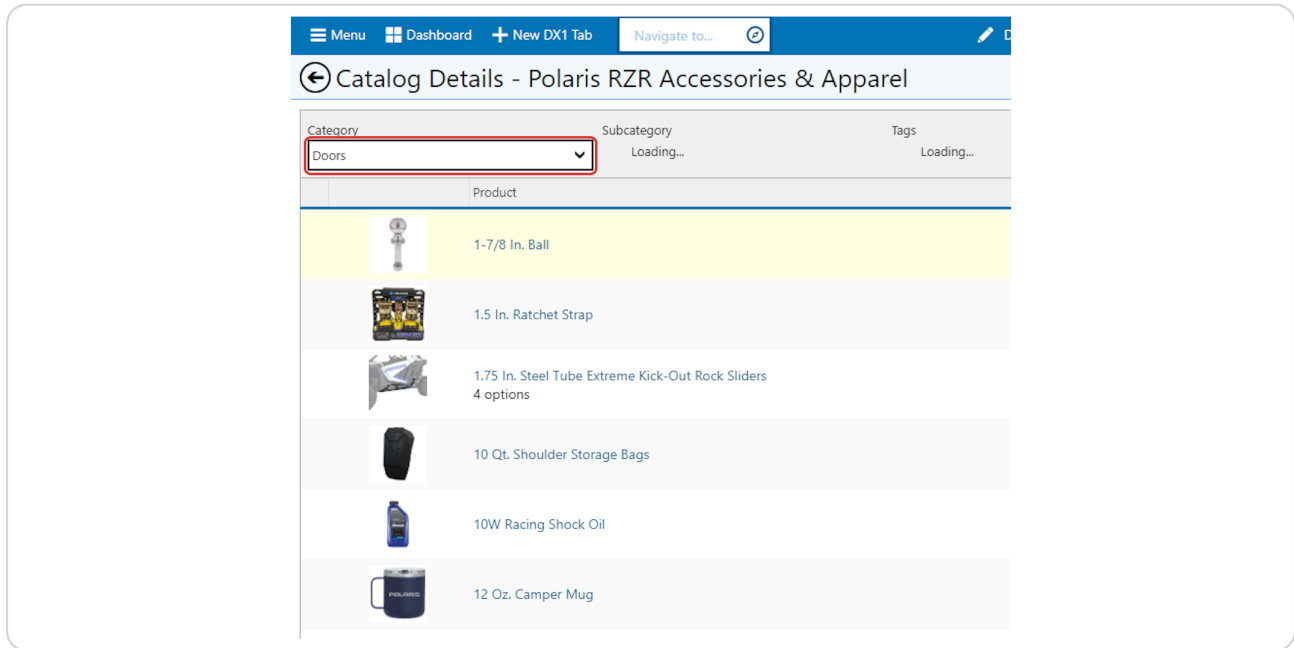 Menu Dashboard New DX1 Tab Navigate to... D
Catalog Details - Polaris RZR Accessories & Apparel
Category Subcategory Tags
Doors Loading... Loading...
Product
1-7/8 In. Ball
1.5 In. Ratchet Strap
1.75 In. Steel Tube Extreme Kick-Out Rock Sliders
4 options
10 Qt. Shoulder Storage Bags
10W Racing Shock Oil
12 Oz. Camper Mug
POLARIS